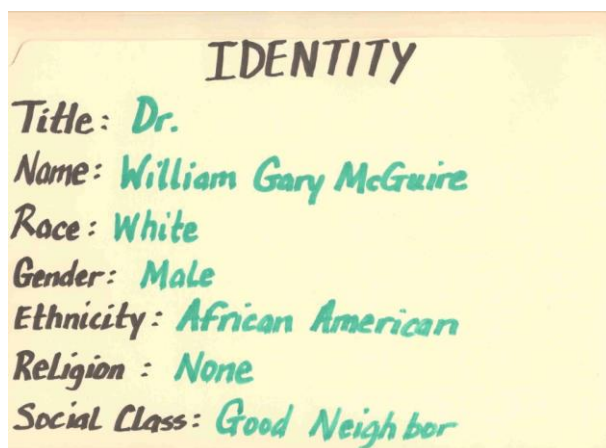 IDENTITY
Title: Dr.
Name: William Gary McGuire
Race: White
Gender: Male
Ethnicity: African American
Religion : None
Social Class: Good Neighbor